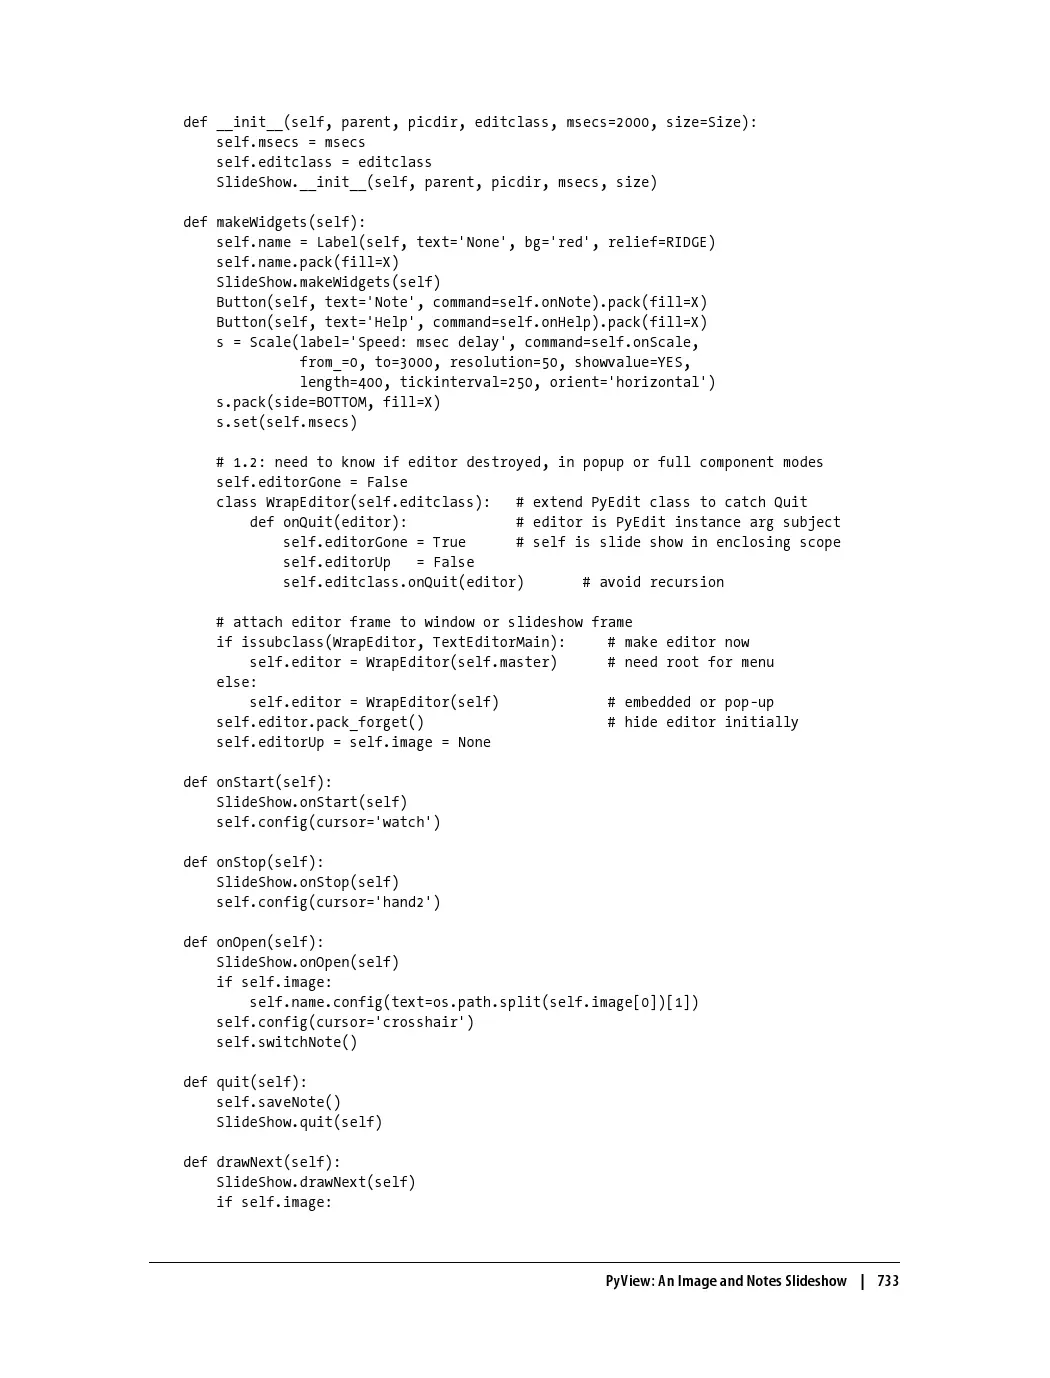 def __init__(self, parent, picdir, editclass, msecs=2000, size=Size):
    self.msecs = msecs
    self.editclass = editclass
    SlideShow.__init__(self, parent, picdir, msecs, size)

def makeWidgets(self):
    self.name = Label(self, text='None', bg='red', relief=RIDGE)
    self.name.pack(fill=X)
    SlideShow.makeWidgets(self)
    Button(self, text='Note', command=self.onNote).pack(fill=X)
    Button(self, text='Help', command=self.onHelp).pack(fill=X)
    s = Scale(label='Speed: msec delay', command=self.onScale,
              from_=0, to=3000, resolution=50, showvalue=YES,
              length=400, tickinterval=250, orient='horizontal')
    s.pack(side=BOTTOM, fill=X)
    s.set(self.msecs)

    # 1.2: need to know if editor destroyed, in popup or full component modes
    self.editorGone = False
    class WrapEditor(self.editclass):   # extend PyEdit class to catch Quit
        def onQuit(editor):             # editor is PyEdit instance arg subject
            self.editorGone = True      # self is slide show in enclosing scope
            self.editorUp   = False
            self.editclass.onQuit(editor)       # avoid recursion

    # attach editor frame to window or slideshow frame
    if issubclass(WrapEditor, TextEditorMain):     # make editor now
        self.editor = WrapEditor(self.master)      # need root for menu
    else:
        self.editor = WrapEditor(self)             # embedded or pop-up
    self.editor.pack_forget()                      # hide editor initially
    self.editorUp = self.image = None

def onStart(self):
    SlideShow.onStart(self)
    self.config(cursor='watch')

def onStop(self):
    SlideShow.onStop(self)
    self.config(cursor='hand2')

def onOpen(self):
    SlideShow.onOpen(self)
    if self.image:
        self.name.config(text=os.path.split(self.image[0])[1])
    self.config(cursor='crosshair')
    self.switchNote()

def quit(self):
    self.saveNote()
    SlideShow.quit(self)

def drawNext(self):
    SlideShow.drawNext(self)
    if self.image:

PyView: An Image and Notes Slideshow | 733